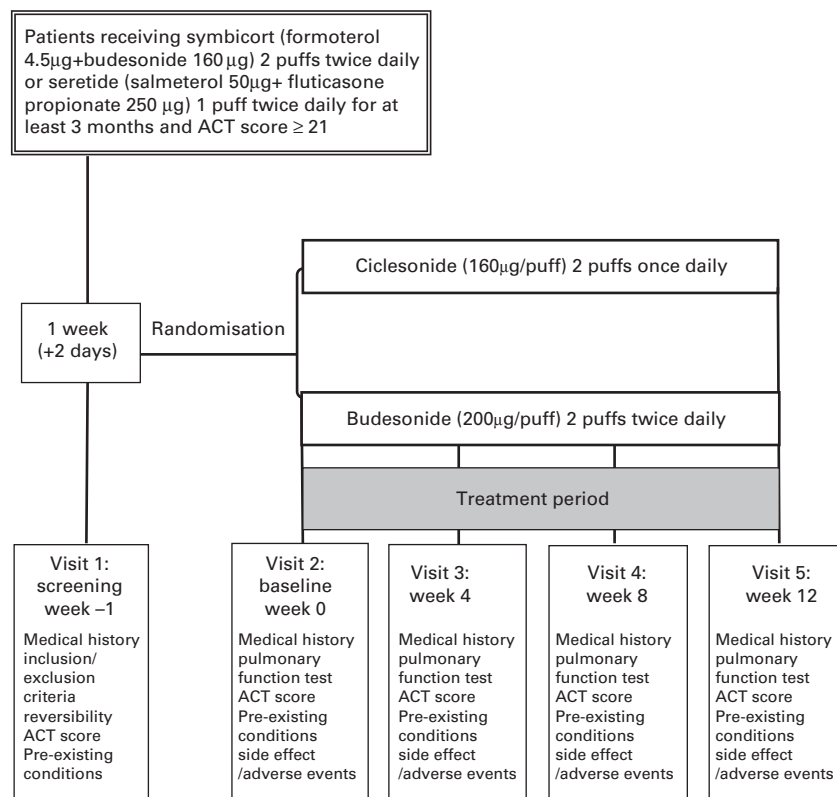 Patients receiving symbicort (formoterol
4.5μg+budesonide 160 μg) 2 puffs twice daily
or seretide (salmeterol 50μg+ fluticasone
propionate 250 μg) 1 puff twice daily for at
least 3 months and ACT score ≥ 21
Ciclesonide (160μg/puff) 2 puffs once daily
1 week
(+2 days)
Randomisation
Budesonide (200μg/puff) 2 puffs twice daily
Treatment period
Visit 1:
screening
week –1
Medical history
inclusion/
exclusion
criteria
reversibility
ACT score
Pre-existing
conditions
Visit 2:
baseline
week 0
Medical history
pulmonary
function test
ACT score
Pre-existing
conditions
side effect
/adverse events
Visit 3:
week 4
Medical history
pulmonary
function test
ACT score
Pre-existing
conditions
side effect
/adverse events
Visit 4:
week 8
Medical history
pulmonary
function test
ACT score
Pre-existing
conditions
side effect
/adverse events
Visit 5:
week 12
Medical history
pulmonary
function test
ACT score
Pre-existing
conditions
side effect
/adverse events